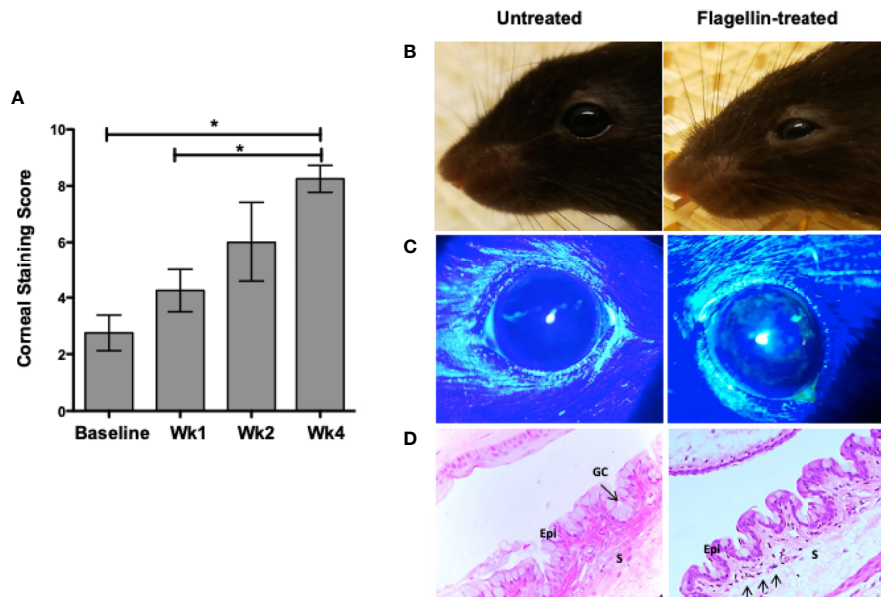 Untreated Flagellin-treated
A
*
*
10
8
6
4
2
0
Corneal Staining Score
Baseline Wk1 Wk2 Wk4
B
C
D
GC
Epi
S
Epi
S